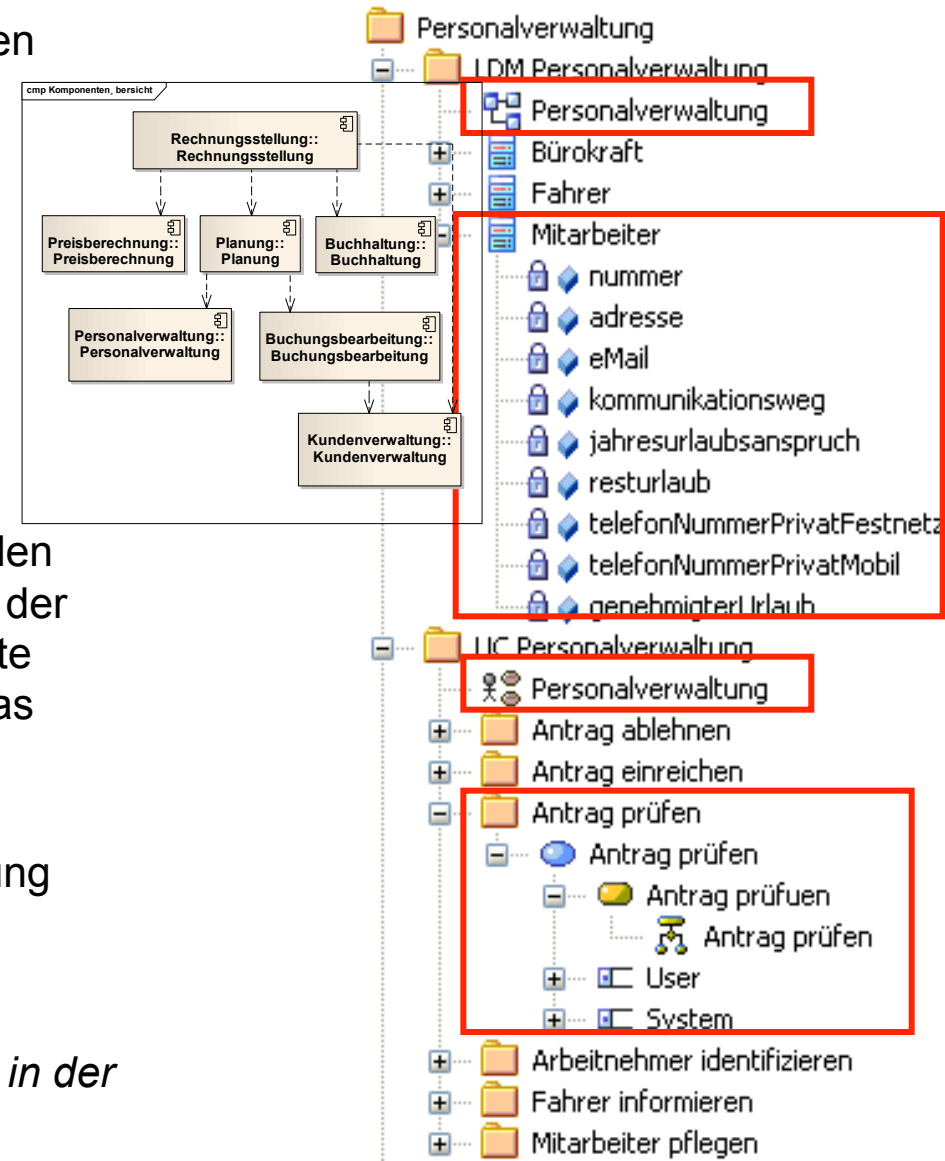 en
cmp Komponenten, bersicht
Rechnungsstellung::
Rechnungsstellung
Preisberechnung::
Preisberechnung
Planung::
Planung
Buchhaltung::
Buchhaltung
Personalverwaltung::
Personalverwaltung
Buchungsbearbeitung::
Buchungsbearbeitung
Kundenverwaltung::
Kundenverwaltung
den
der
te
as
ung
in der
Personalverwaltung
LDM Personalverwaltung
Personalverwaltung
Bürokraft
Fahrer
Mitarbeiter
nummer
adresse
eMail
kommunikationsweg
jahresurlaubsanspruch
resturlaub
telefonNummerPrivatFestnetz
telefonNummerPrivatMobil
genehmigterUrlaub
UC Personalverwaltung
Personalverwaltung
Antrag ablehnen
Antrag einreichen
Antrag prüfen
Antrag prüfen
Antrag prüfuen
Antrag prüfen
User
System
Arbeitnehmer identifizieren
Fahrer informieren
Mitarbeiter pflegen